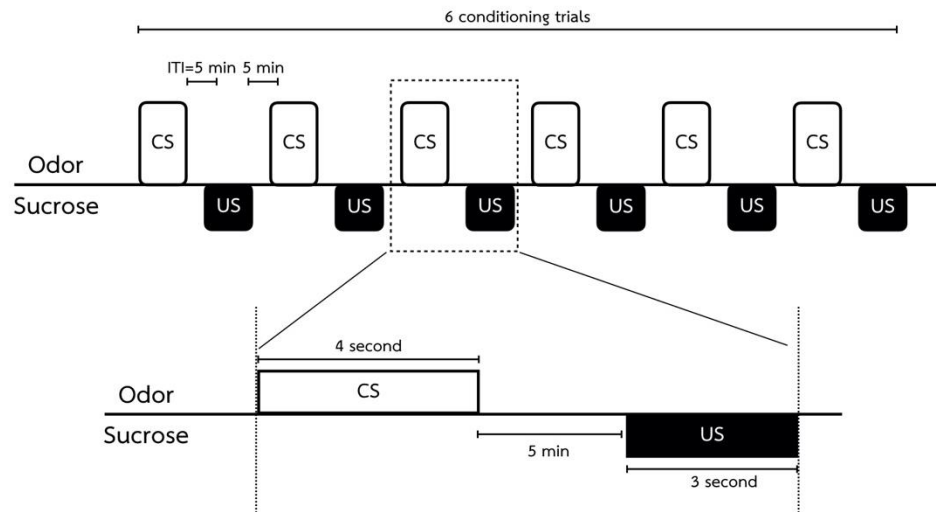 6 conditioning trials
ITI=5 min 5 min
CS CS CS CS CS CS
Odor
Sucrose
US US US US US US
4 second
CS
Odor
Sucrose
US
5 min
3 second